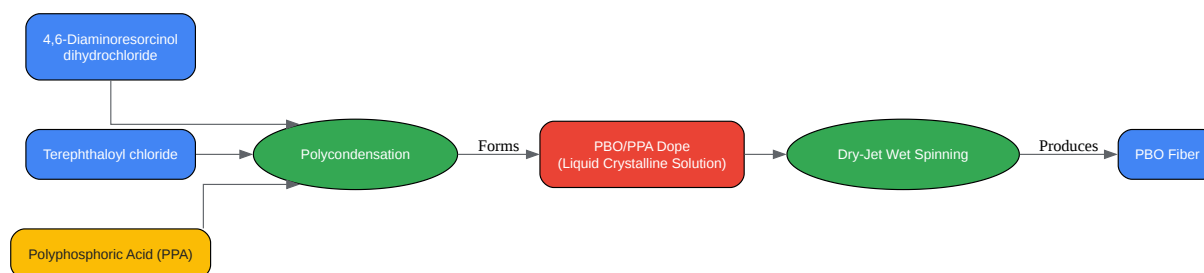 4,6-Diaminoresorcinol
dihydrochloride
Terephthaloyl chloride
Polyphosphoric Acid (PPA)
Polycondensation
Forms
PBO/PPA Dope
(Liquid Crystalline Solution)
Dry-Jet Wet Spinning
Produces
PBO Fiber